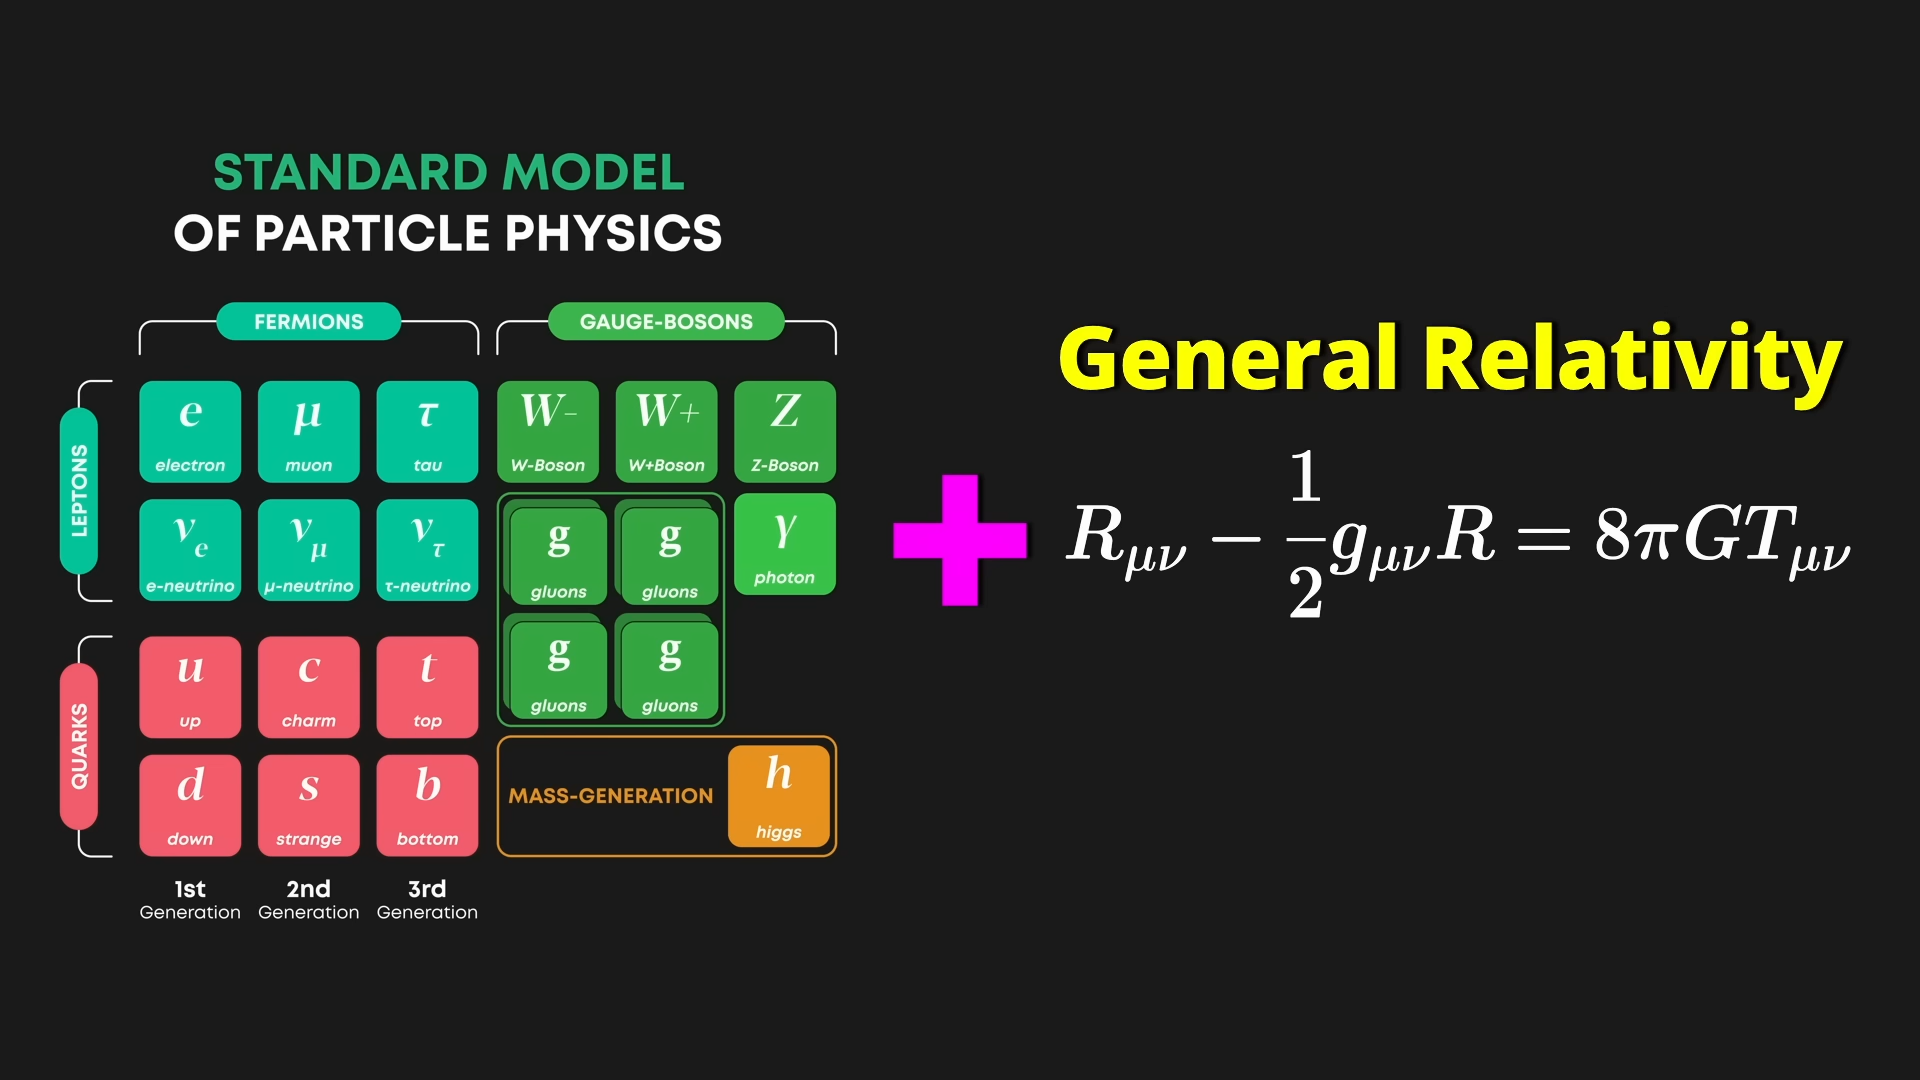 STANDARD MODEL
OF PARTICLE PHYSICS
FERMIONS
GAUGE-BOSONS
LEPTONS
e
electron
μ
muon
τ
tau
W-
W-Boson
W+
W+Boson
Z
Z-Boson
νe
e-neutrino
νμ
μ-neutrino
ντ
τ-neutrino
g
gluons
g
gluons
γ
photon
QUARKS
u
up
c
charm
t
top
g
gluons
g
gluons
d
down
s
strange
b
bottom
MASS-GENERATION
h
higgs
1st
Generation
2nd
Generation
3rd
Generation
General Relativity
Rμν − 1/2 gμν R = 8πGTμν